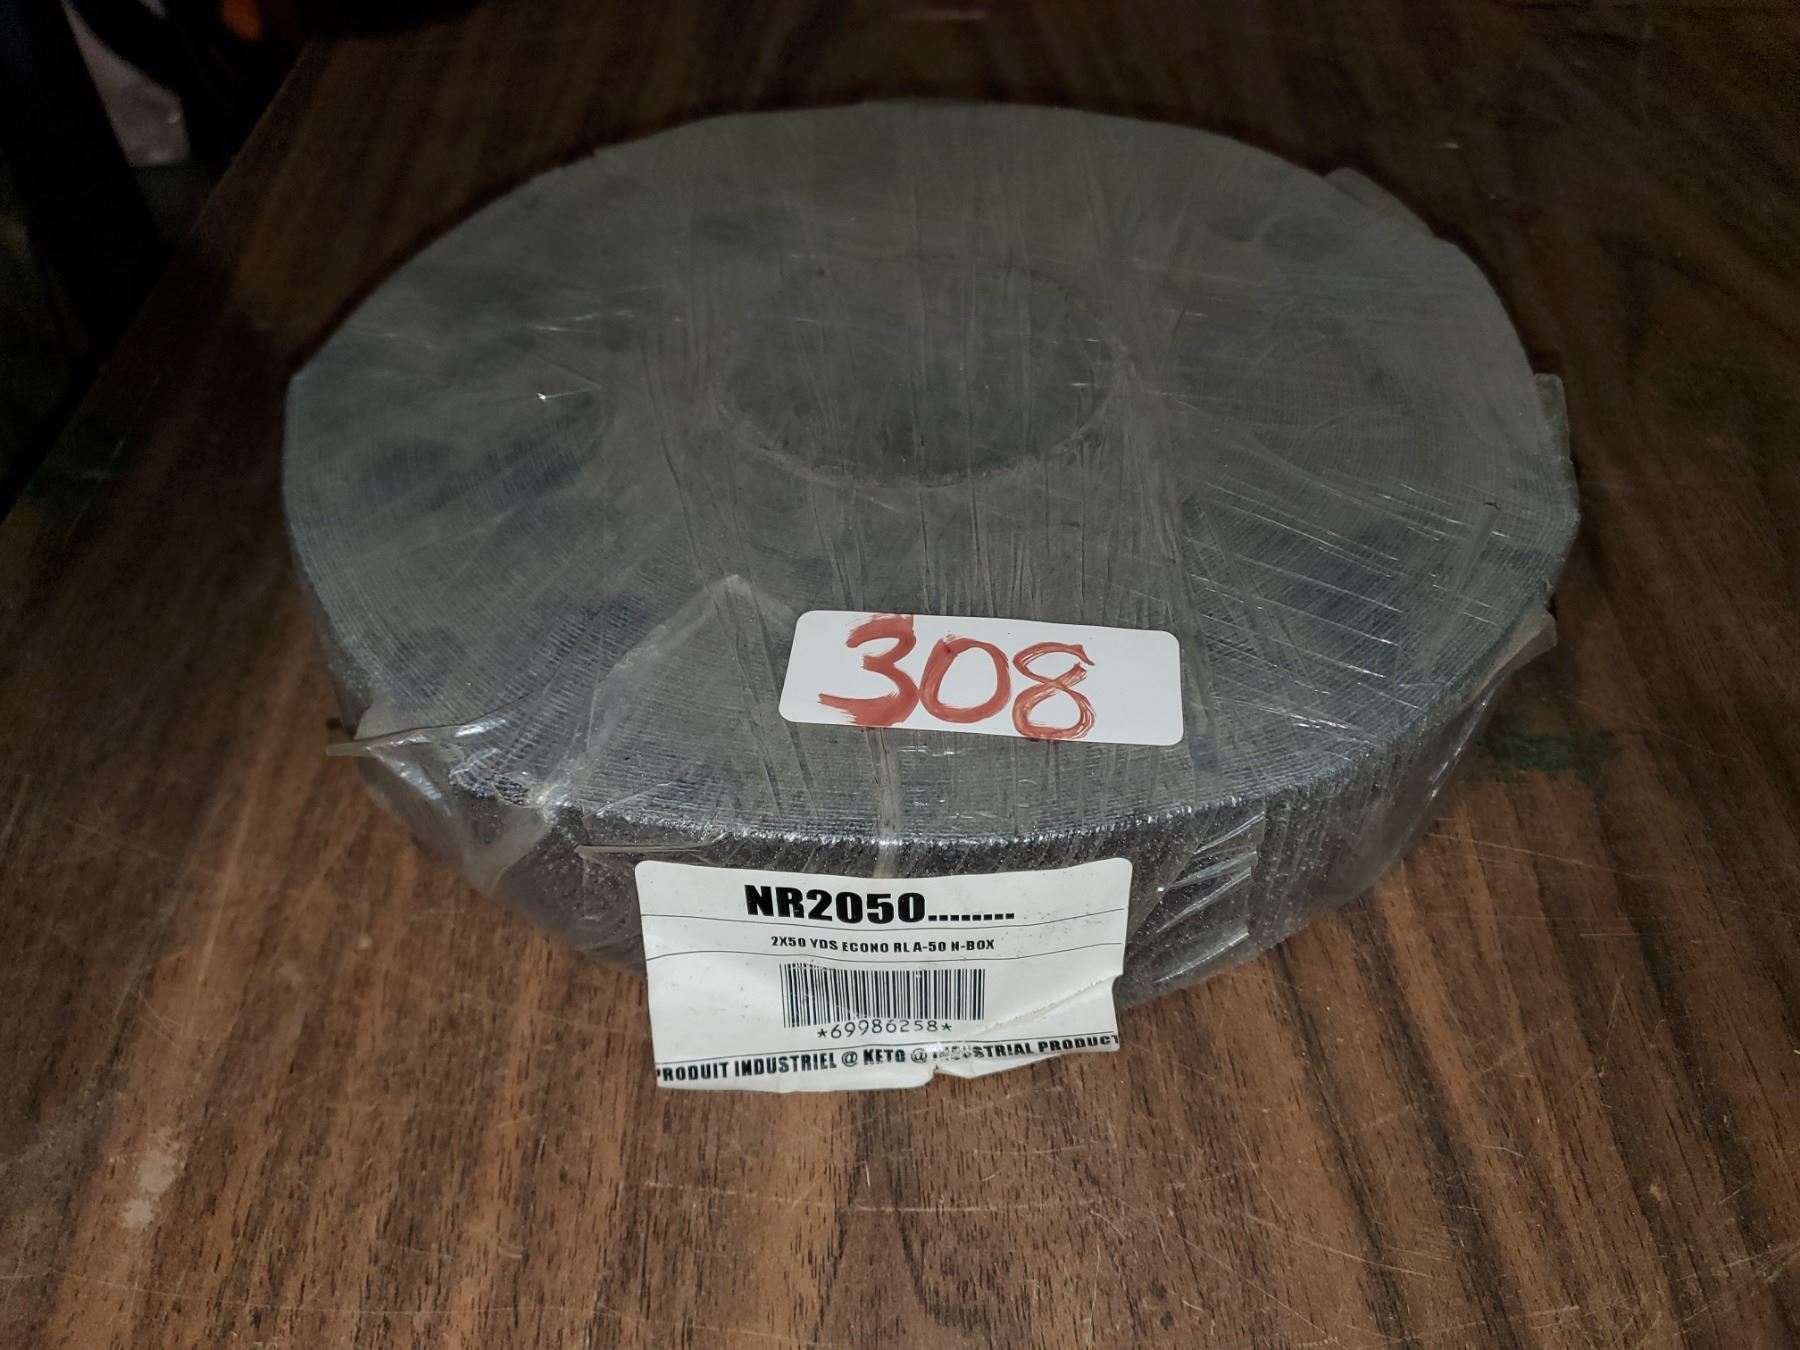 308
NR2050........
2X50 YDS ECONO RL A-50 N-BOX
*69986258*
PRODUIT INDUSTRIEL @ KETO @ INDUSTRIAL PRODUCT